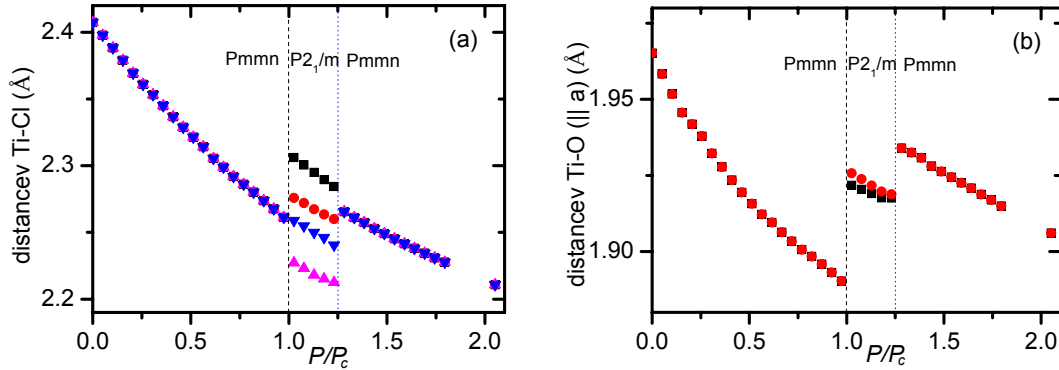 (a)
Pmmn P2₁/m Pmmn
distancev Ti-Cl (Å)
2.4
2.3
2.2
0.0 0.5 1.0 1.5 2.0
P/Pc
(b)
Pmmn P2₁/m Pmmn
distancev Ti-O (|| a) (Å)
1.95
1.90
0.0 0.5 1.0 1.5 2.0
P/Pc